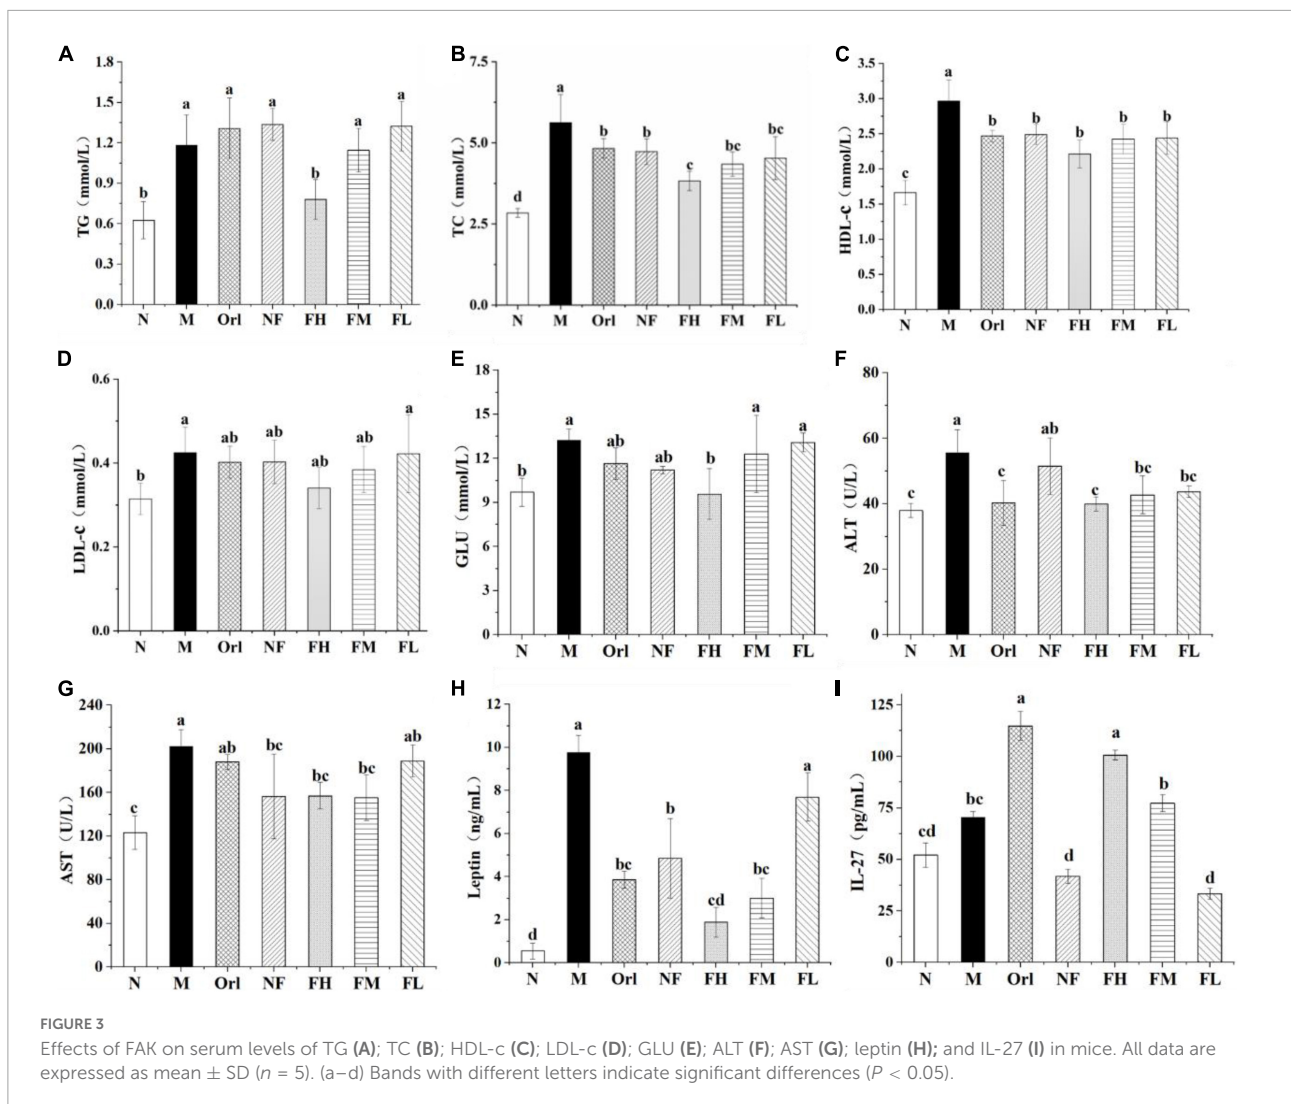 A
TG（mmol/L）
1.8
1.5
1.2
0.9
0.6
0.3
0.0
b
a
a
a
b
a
a
N M Orl NF FH FM FL
B
TC（mmol/L）
7.5
5.0
2.5
0.0
d
a
b
b
c
bc
bc
N M Orl NF FH FM FL
C
HDL-c（mmol/L）
3.5
3.0
2.5
2.0
1.5
1.0
0.5
0.0
c
a
b
b
b
b
b
N M Orl NF FH FM FL
D
LDL-c（mmol/L）
0.6
0.4
0.2
0.0
b
a
ab
ab
ab
ab
a
N M Orl NF FH FM FL
E
GLU（mmol/L）
18
15
12
9
6
3
0
b
a
ab
ab
b
a
a
N M Orl NF FH FM FL
F
ALT（U/L）
80
60
40
20
0
c
a
c
ab
c
bc
bc
N M Orl NF FH FM FL
G
AST（U/L）
240
200
160
120
80
40
0
c
a
ab
bc
bc
bc
ab
N M Orl NF FH FM FL
H
Leptin（ng/mL）
12
10
8
6
4
2
0
d
a
bc
b
cd
bc
a
N M Orl NF FH FM FL
I
IL-27（pg/mL）
125
100
75
50
25
0
cd
bc
a
d
a
b
d
N M Orl NF FH FM FL
FIGURE 3
Effects of FAK on serum levels of TG (A); TC (B); HDL-c (C); LDL-c (D); GLU (E); ALT (F); AST (G); leptin (H); and IL-27 (I) in mice. All data are
expressed as mean ± SD (n = 5). (a–d) Bands with different letters indicate significant differences (P < 0.05).